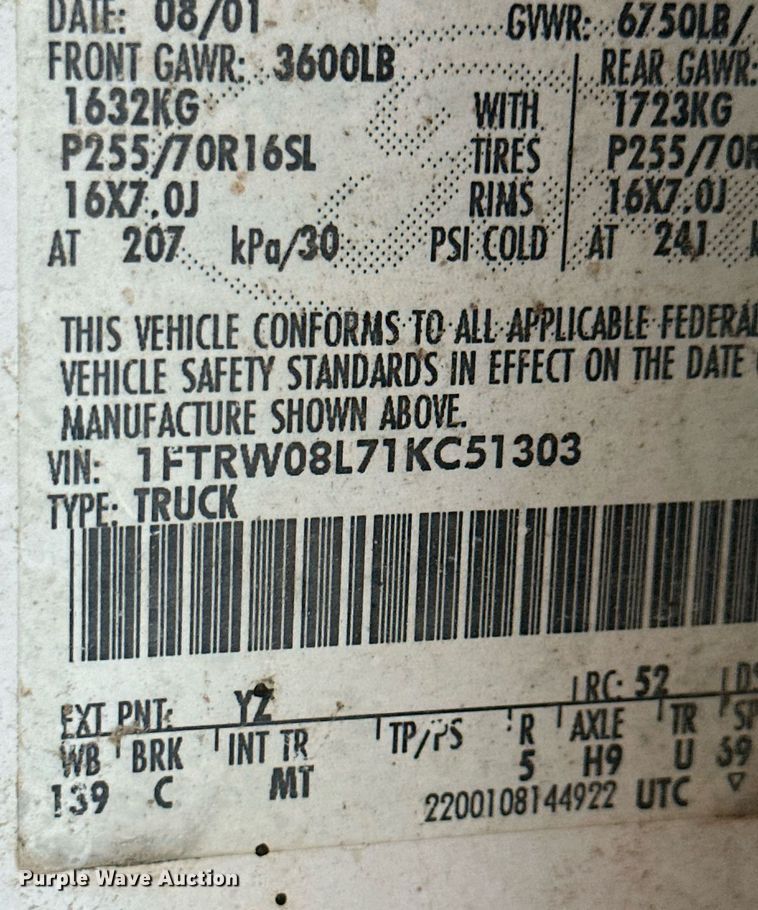 DATE: 08/01 GVWR: 6750LB/
FRONT GAWR: 3600LB REAR GAWR:
1632KG WITH 1723KG
P255/70R16SL TIRES P255/70R
16X7.0J RIMS 16X7.0J
AT 207 kPa/30 PSI COLD AT 241
THIS VEHICLE CONFORMS TO ALL APPLICABLE FEDERAL
VEHICLE SAFETY STANDARDS IN EFFECT ON THE DATE
MANUFACTURE SHOWN ABOVE.
VIN: 1FTRW08L71KC51303
TYPE: TRUCK
EXT PNT: YZ RC: 52 DS
WB BRK INT TR TP/PS R AXLE TR SP
139 C MT 5 H9 U 59
2200108144922 UTC
Purple Wave Auction